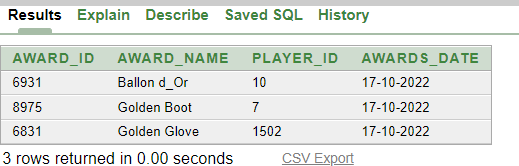 Results Explain Describe Saved SQL History
AWARD_ID AWARD_NAME PLAYER_ID AWARDS_DATE
6931 Ballon d_Or 10 17-10-2022
8975 Golden Boot 7 17-10-2022
6831 Golden Glove 1502 17-10-2022
3 rows returned in 0.00 seconds CSV Export